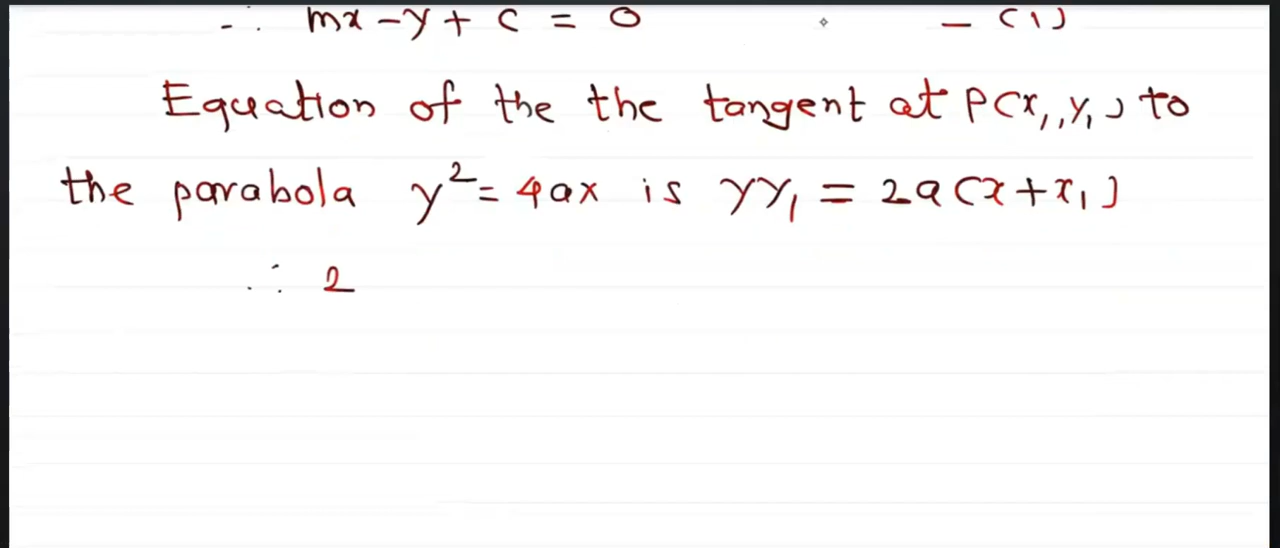 ∴ mx - y + c = 0 - (1)
Equation of the the tangent at P(x₁, y₁) to
the parabola y² = 4ax is yy₁ = 2a(x + x₁)
∴ 2